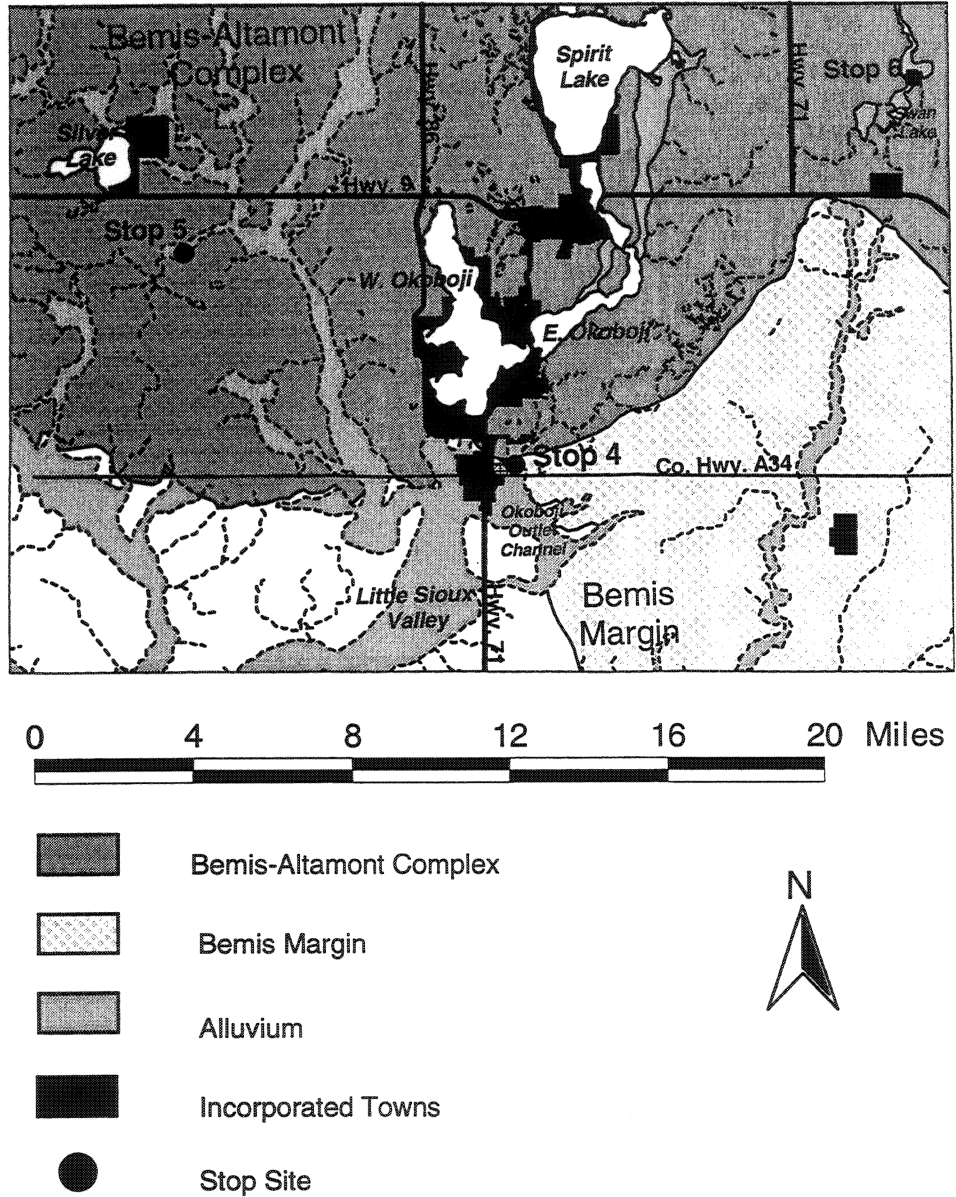 Bemis-Altamont
Complex
Spirit
Lake
Hwy. 86
Hwy. 71
Stop 6
Swan
Lake
Silver
Lake
Hwy. 9
Stop 5
W. Okoboji
E. Okoboji
Stop 4
Co. Hwy. A34
Okoboji
Outlet
Channel
Little Sioux
Valley
Hwy. 71
Bemis
Margin
0 4 8 12 16 20 Miles
Bemis-Altamont Complex
Bemis Margin
Alluvium
Incorporated Towns
Stop Site
N